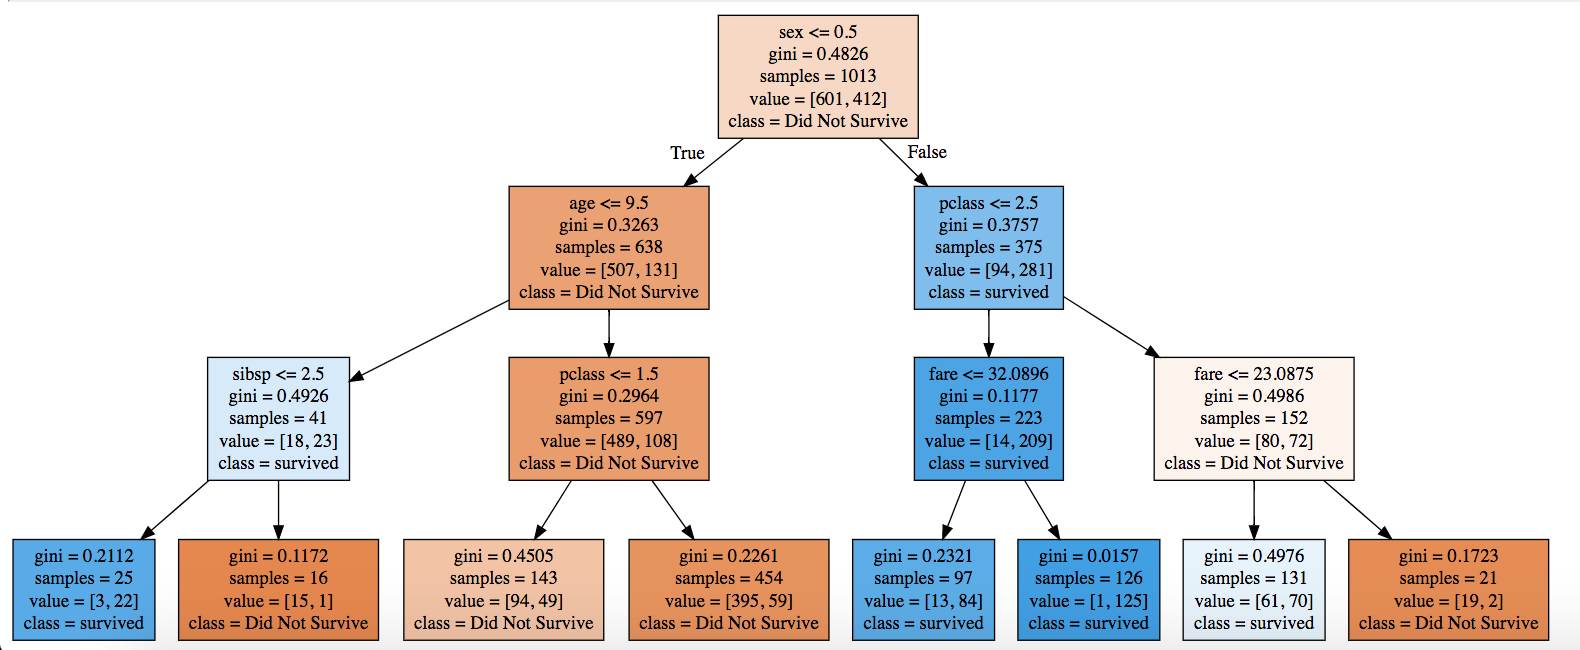 sex <= 0.5
gini = 0.4826
samples = 1013
value = [601, 412]
class = Did Not Survive
True
False
age <= 9.5
gini = 0.3263
samples = 638
value = [507, 131]
class = Did Not Survive
pclass <= 2.5
gini = 0.3757
samples = 375
value = [94, 281]
class = survived
sibsp <= 2.5
gini = 0.4926
samples = 41
value = [18, 23]
class = survived
pclass <= 1.5
gini = 0.2964
samples = 597
value = [489, 108]
class = Did Not Survive
fare <= 32.0896
gini = 0.1177
samples = 223
value = [14, 209]
class = survived
fare <= 23.0875
gini = 0.4986
samples = 152
value = [80, 72]
class = Did Not Survive
gini = 0.2112
samples = 25
value = [3, 22]
class = survived
gini = 0.1172
samples = 16
value = [15, 1]
class = Did Not Survive
gini = 0.4505
samples = 143
value = [94, 49]
class = Did Not Survive
gini = 0.2261
samples = 454
value = [395, 59]
class = Did Not Survive
gini = 0.2321
samples = 97
value = [13, 84]
class = survived
gini = 0.0157
samples = 126
value = [1, 125]
class = survived
gini = 0.4976
samples = 131
value = [61, 70]
class = survived
gini = 0.1723
samples = 21
value = [19, 2]
class = Did Not Survive